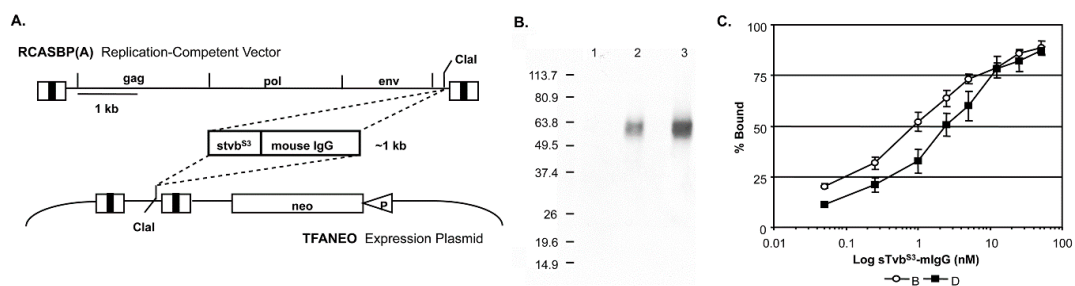 A.
RCASBP(A) Replication-Competent Vector
ClaI
gag pol env
1 kb
stvbS3 mouse IgG ~1 kb
neo P
ClaI
TFANEO Expression Plasmid
B.
1 2 3
113.7
80.9
63.8
49.5
37.4
26
19.6
14.9
C.
% Bound
100
75
50
25
0
0.01 0.1 1 10 100
Log sTvbS3-mIgG (nM)
B D